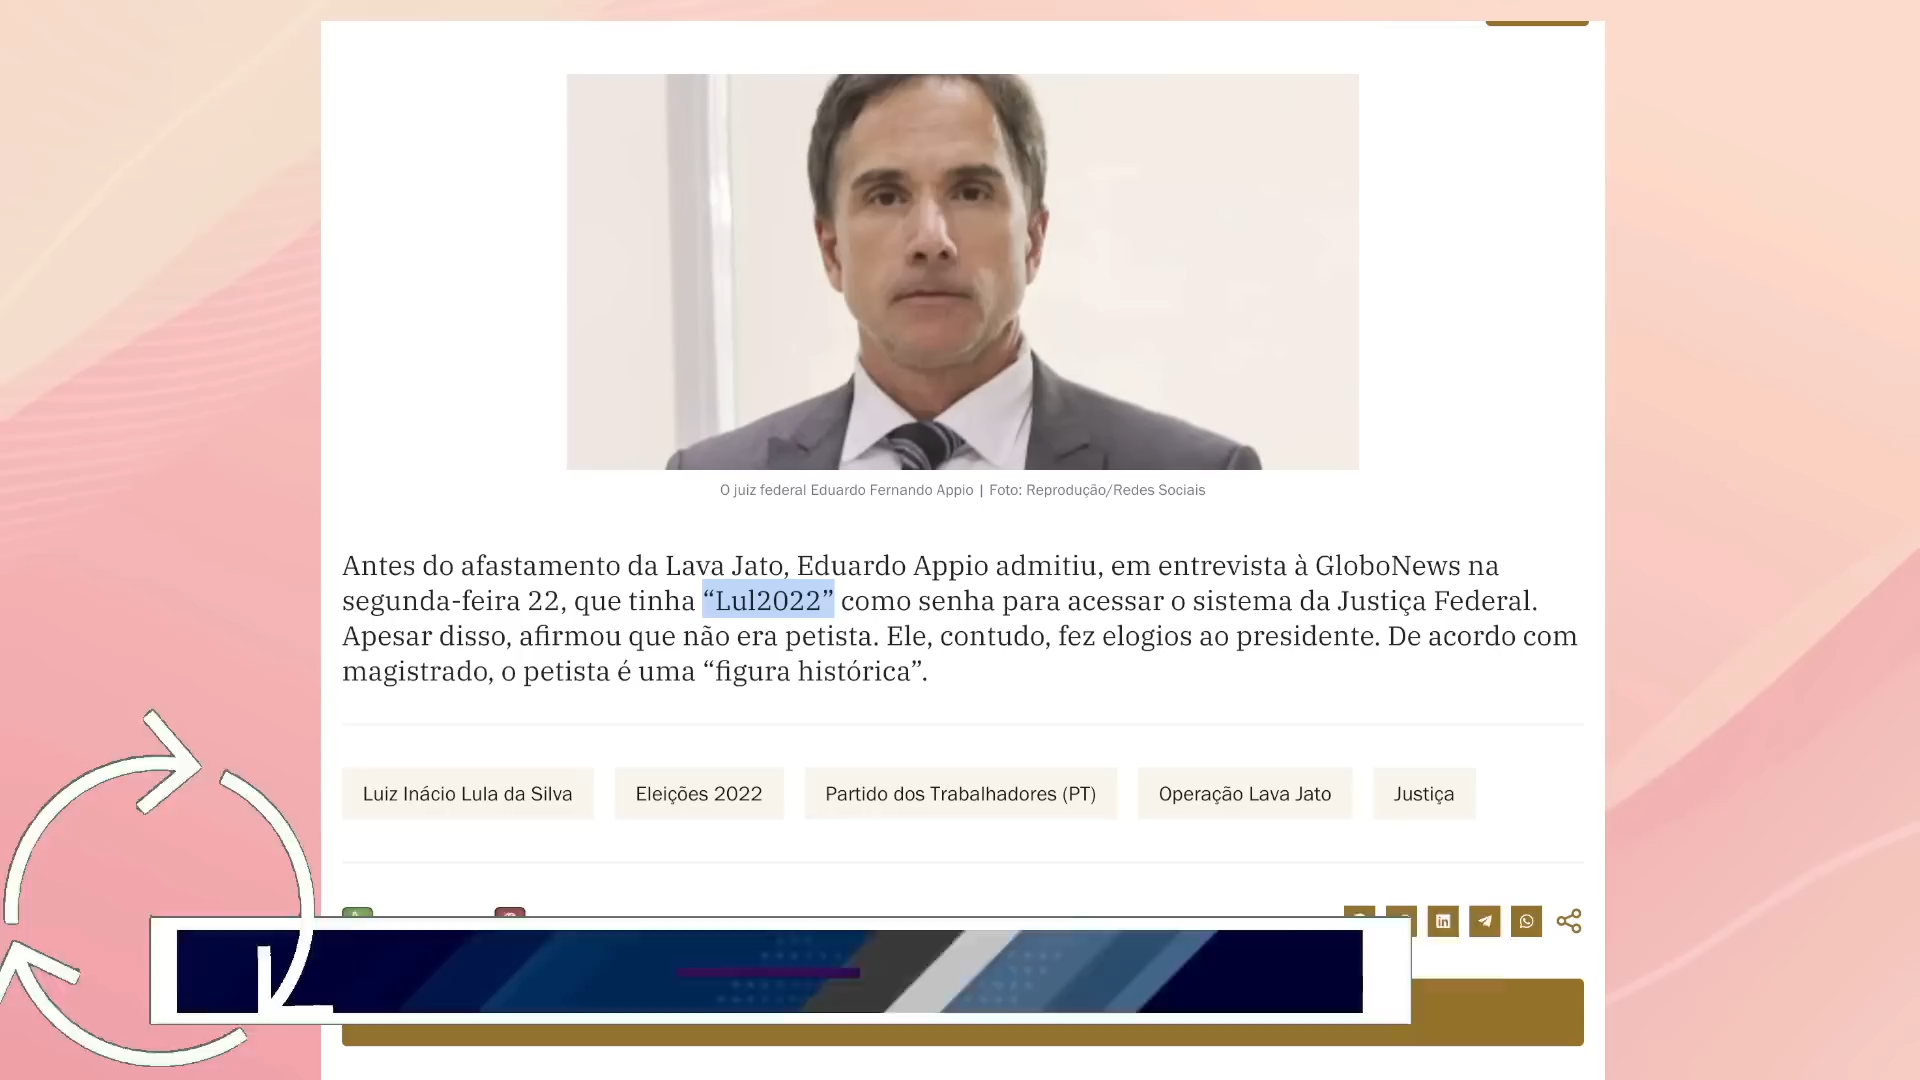 O juiz federal Eduardo Fernando Appio | Foto: Reprodução/Redes Sociais
Antes do afastamento da Lava Jato, Eduardo Appio admitiu, em entrevista à GloboNews na
segunda-feira 22, que tinha “Lul2022” como senha para acessar o sistema da Justiça Federal.
Apesar disso, afirmou que não era petista. Ele, contudo, fez elogios ao presidente. De acordo com
magistrado, o petista é uma “figura histórica”.
Luiz Inácio Lula da Silva
Eleições 2022
Partido dos Trabalhadores (PT)
Operação Lava Jato
Justiça